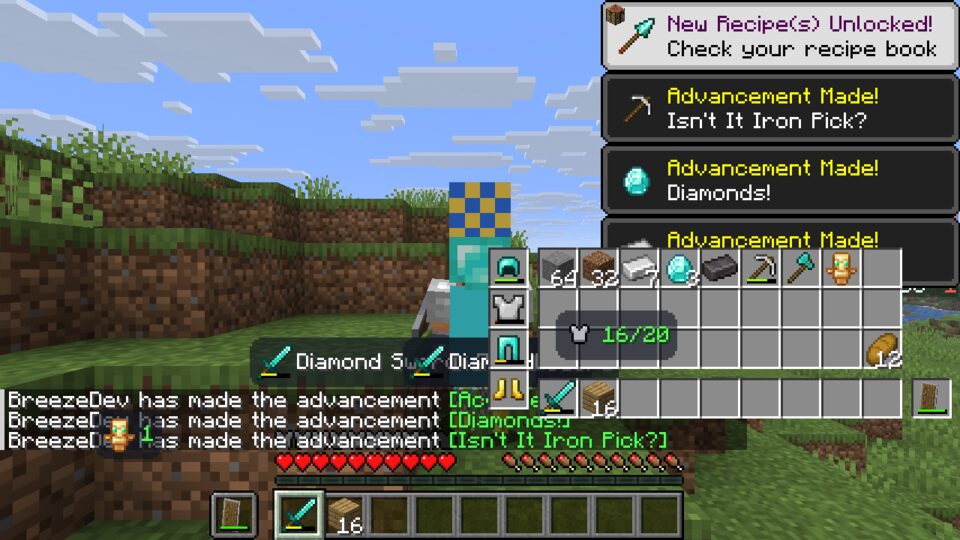 New Recipe(s) Unlocked!
Check your recipe book
Advancement Made!
Isn't It Iron Pick?
Advancement Made!
Diamonds!
Advancement Made!
64
32
7
3
16/20
12
Diamond
BreezeDev has made the advancement
BreezeDev has made the advancement [Diamonds!]
has made the advancement [Isn't It Iron Pick?]
1
16
16